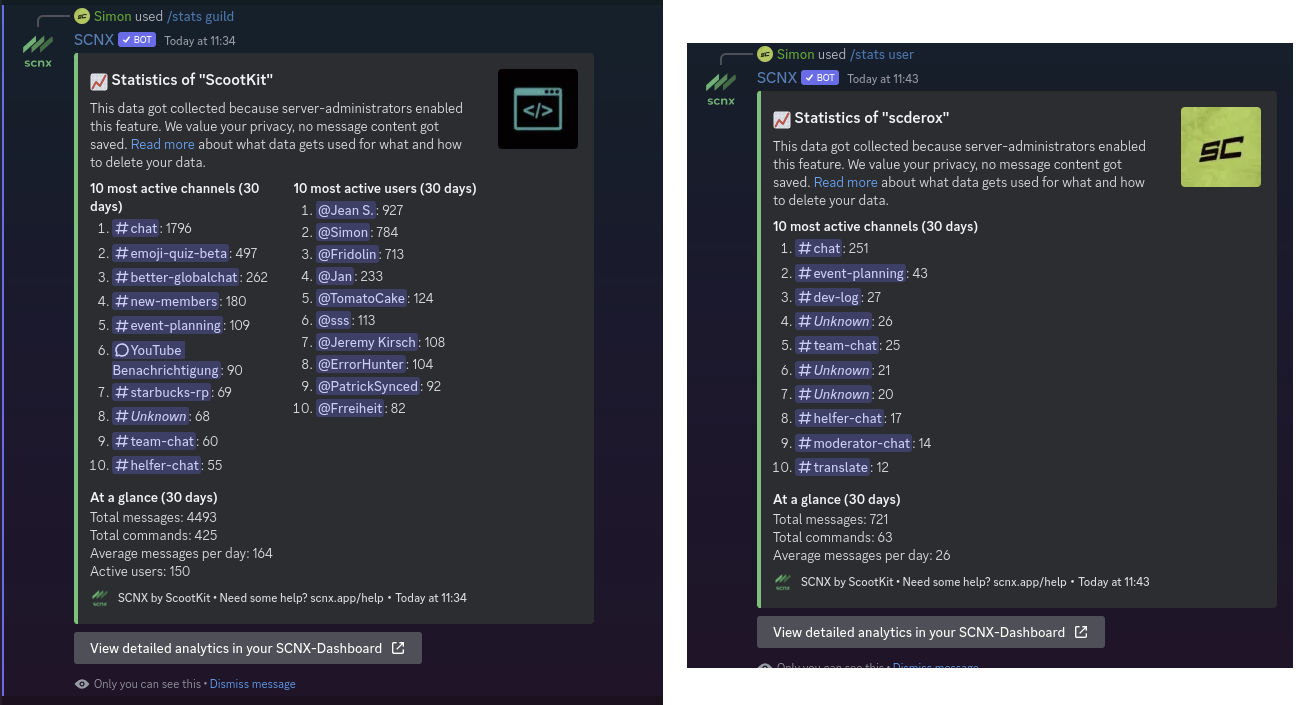 Simon used /stats guild
SCNX BOT Today at 11:34
scnx
Statistics of "ScootKit"
</>
This data got collected because server-administrators enabled
this feature. We value your privacy, no message content got
saved. Read more about what data gets used for what and how
to delete your data.
10 most active channels (30
days)
1. #chat: 1796
2. #emoji-quiz-beta: 497
3. #better-globalchat: 262
4. #new-members: 180
5. #event-planning: 109
6. YouTube
Benachrichtigung: 90
7. #starbucks-rp: 69
8. #Unknown: 68
9. #team-chat: 60
10. #helfer-chat: 55
10 most active users (30 days)
1. @Jean S.: 927
2. @Simon: 784
3. @Fridolin: 713
4. @Jan: 233
5. @TomatoCake: 124
6. @sss: 113
7. @Jeremy Kirsch: 108
8. @ErrorHunter: 104
9. @PatrickSynced: 92
10. @Frreiheit: 82
At a glance (30 days)
Total messages: 4493
Total commands: 425
Average messages per day: 164
Active users: 150
scnx SCNX by ScootKit • Need some help? scnx.app/help • Today at 11:34
View detailed analytics in your SCNX-Dashboard
Only you can see this • Dismiss message
Simon used /stats user
SCNX BOT Today at 11:43
scnx
Statistics of "scderox"
SC
This data got collected because server-administrators enabled
this feature. We value your privacy, no message content got
saved. Read more about what data gets used for what and how
to delete your data.
10 most active channels (30 days)
1. #chat: 251
2. #event-planning: 43
3. #dev-log: 27
4. #Unknown: 26
5. #team-chat: 25
6. #Unknown: 21
7. #Unknown: 20
8. #helfer-chat: 17
9. #moderator-chat: 14
10. #translate: 12
At a glance (30 days)
Total messages: 721
Total commands: 63
Average messages per day: 26
scnx SCNX by ScootKit • Need some help? scnx.app/help • Today at 11:43
View detailed analytics in your SCNX-Dashboard
Only you can see this • Dismiss message